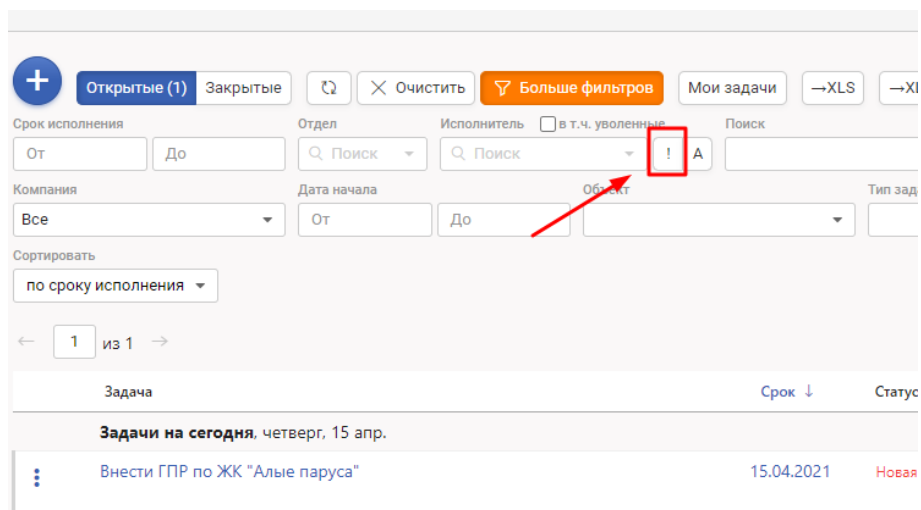 Открытые (1) Закрытые Очистить Больше фильтров Мои задачи →XLS
Срок исполнения Отдел Исполнитель в т.ч. уволенные Поиск
От До Поиск Поиск ! А
Компания Дата начала Объект Тип зад
Все От До
Сортировать
по сроку исполнения
← 1 из 1 →
Задача Срок ↓ Статус
Задачи на сегодня, четверг, 15 апр.
Внести ГПР по ЖК "Алые паруса" 15.04.2021 Новая